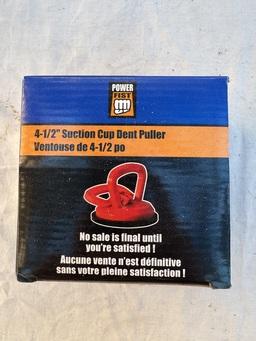 POWER
FIST
4-1/2" Suction Cup Dent Puller
Ventouse de 4-1/2 po
No sale is final until
you're satisfied !
Aucune vente n'est définitive
sans votre pleine satisfaction !